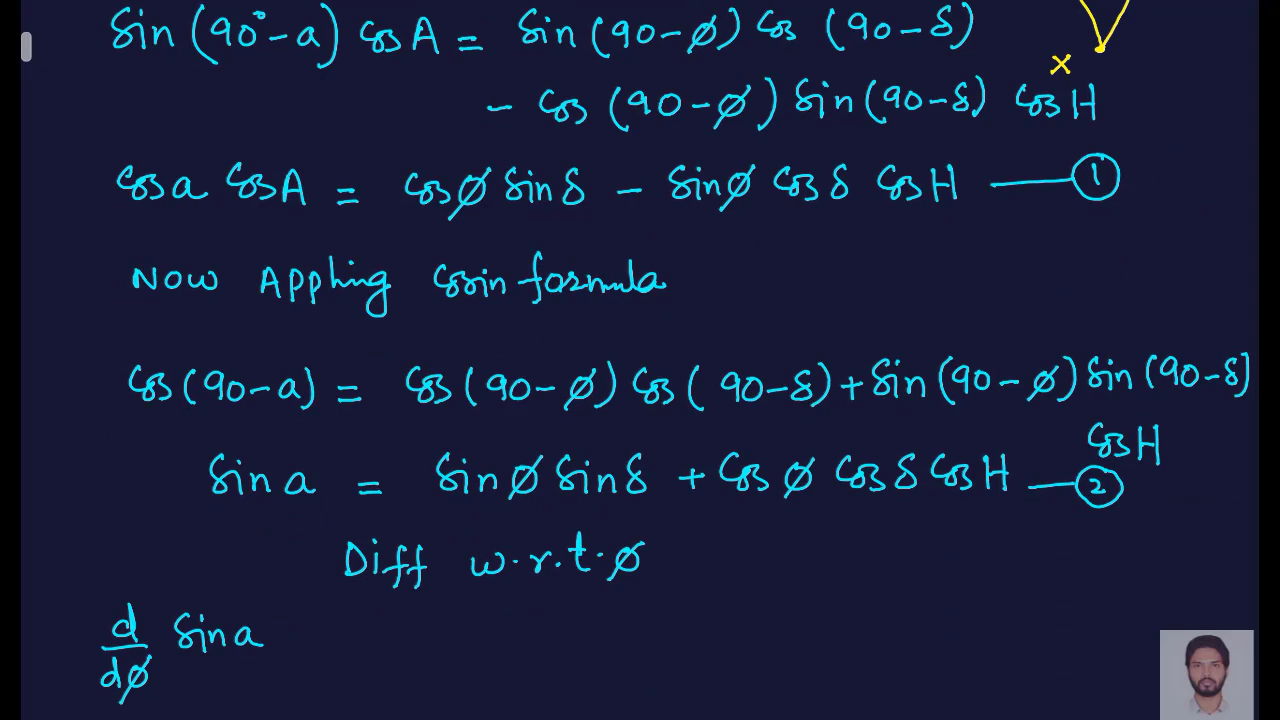 Sin (90°-a) Cos A = Sin (90-ø) Cos (90-δ)
x
- Cos (90-ø) Sin (90-δ) Cos H
Cos a Cos A = Cos ø Sin δ - Sin ø Cos δ Cos H —— 1
Now Appling Cosin formula
Cos (90-a) = Cos (90-ø) Cos (90-δ) + Sin (90-ø) Sin (90-δ)
Cos H
Sin a = Sin ø Sin δ + Cos ø Cos δ Cos H —— 2
Diff w.r.t. ø
d/dø Sin a